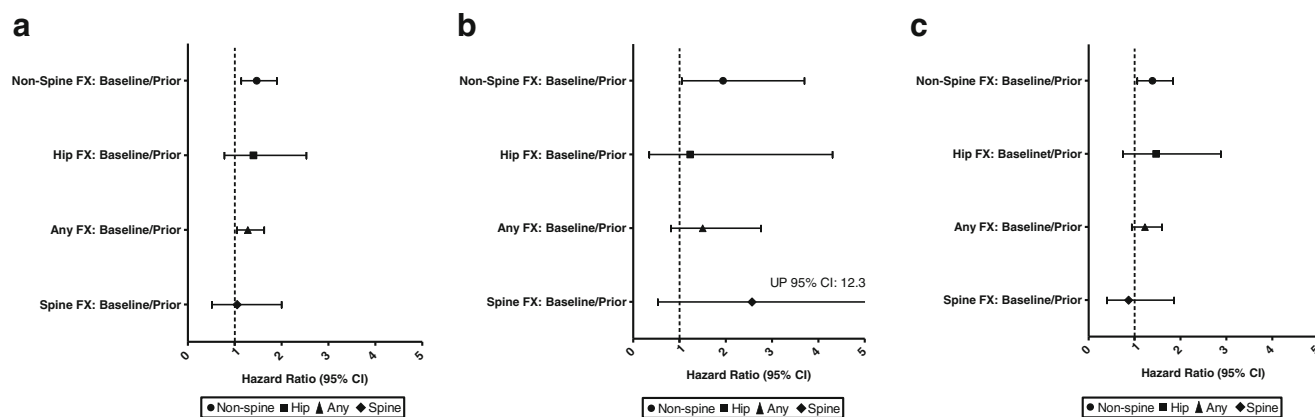 a
Non-Spine FX: Baseline/Prior
Hip FX: Baseline/Prior
Any FX: Baseline/Prior
Spine FX: Baseline/Prior
0 1 2 3 4 5
Hazard Ratio (95% CI)
Non-spine Hip Any Spine
b
Non-Spine FX: Baseline/Prior
Hip FX: Baseline/Prior
Any FX: Baseline/Prior
UP 95% CI: 12.3
Spine FX: Baseline/Prior
0 1 2 3 4 5
Hazard Ratio (95% CI)
Non-spine Hip Any Spine
c
Non-Spine FX: Baseline/Prior
Hip FX: Baselinet/Prior
Any FX: Baseline/Prior
Spine FX: Baseline/Prior
0 1 2 3 4 5
Hazard Ratio (95% CI)
Non-spine Hip Any Spine